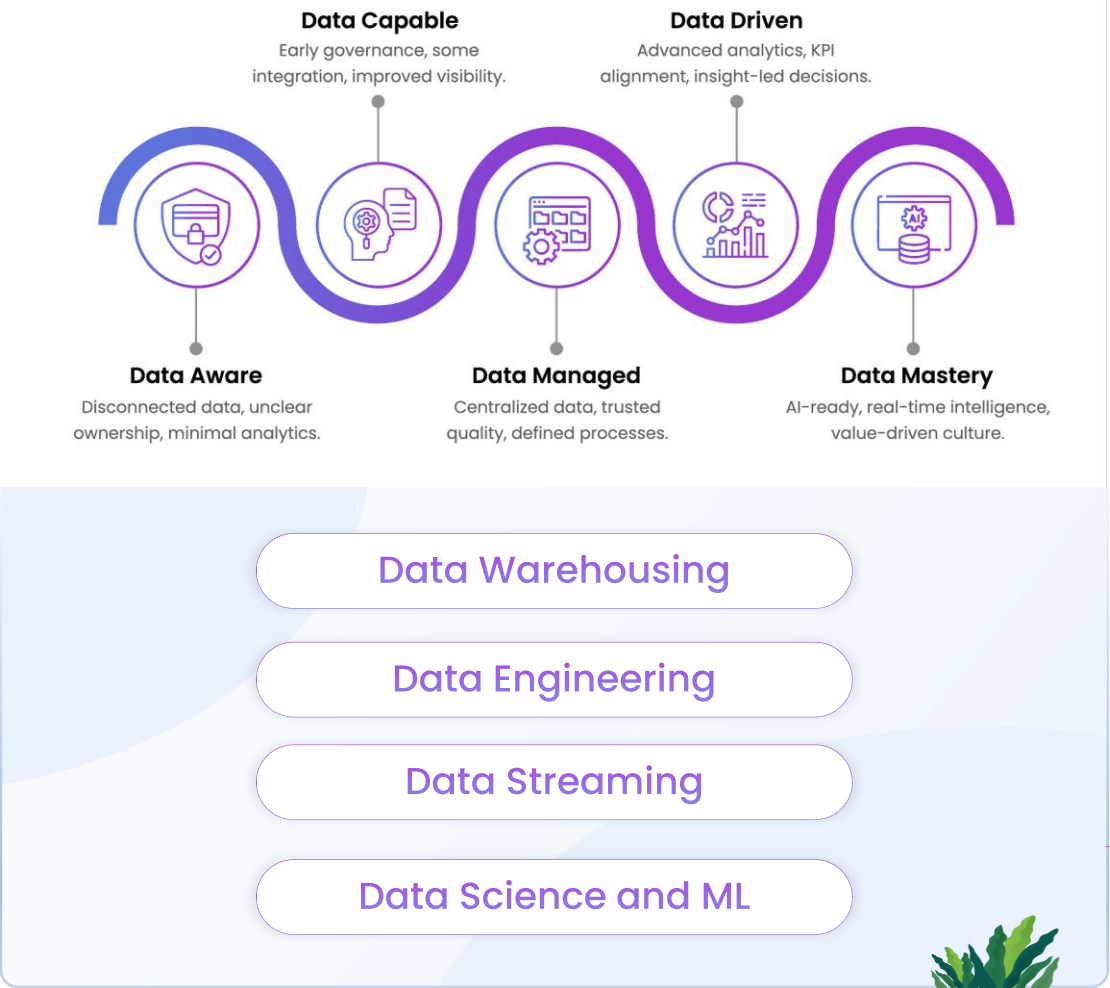 Data Capable
Early governance, some
integration, improved visibility.
Data Driven
Advanced analytics, KPI
alignment, insight-led decisions.
AI
Data Aware
Disconnected data, unclear
ownership, minimal analytics.
Data Managed
Centralized data, trusted
quality, defined processes.
Data Mastery
AI-ready, real-time intelligence,
value-driven culture.
Data Warehousing
Data Engineering
Data Streaming
Data Science and ML